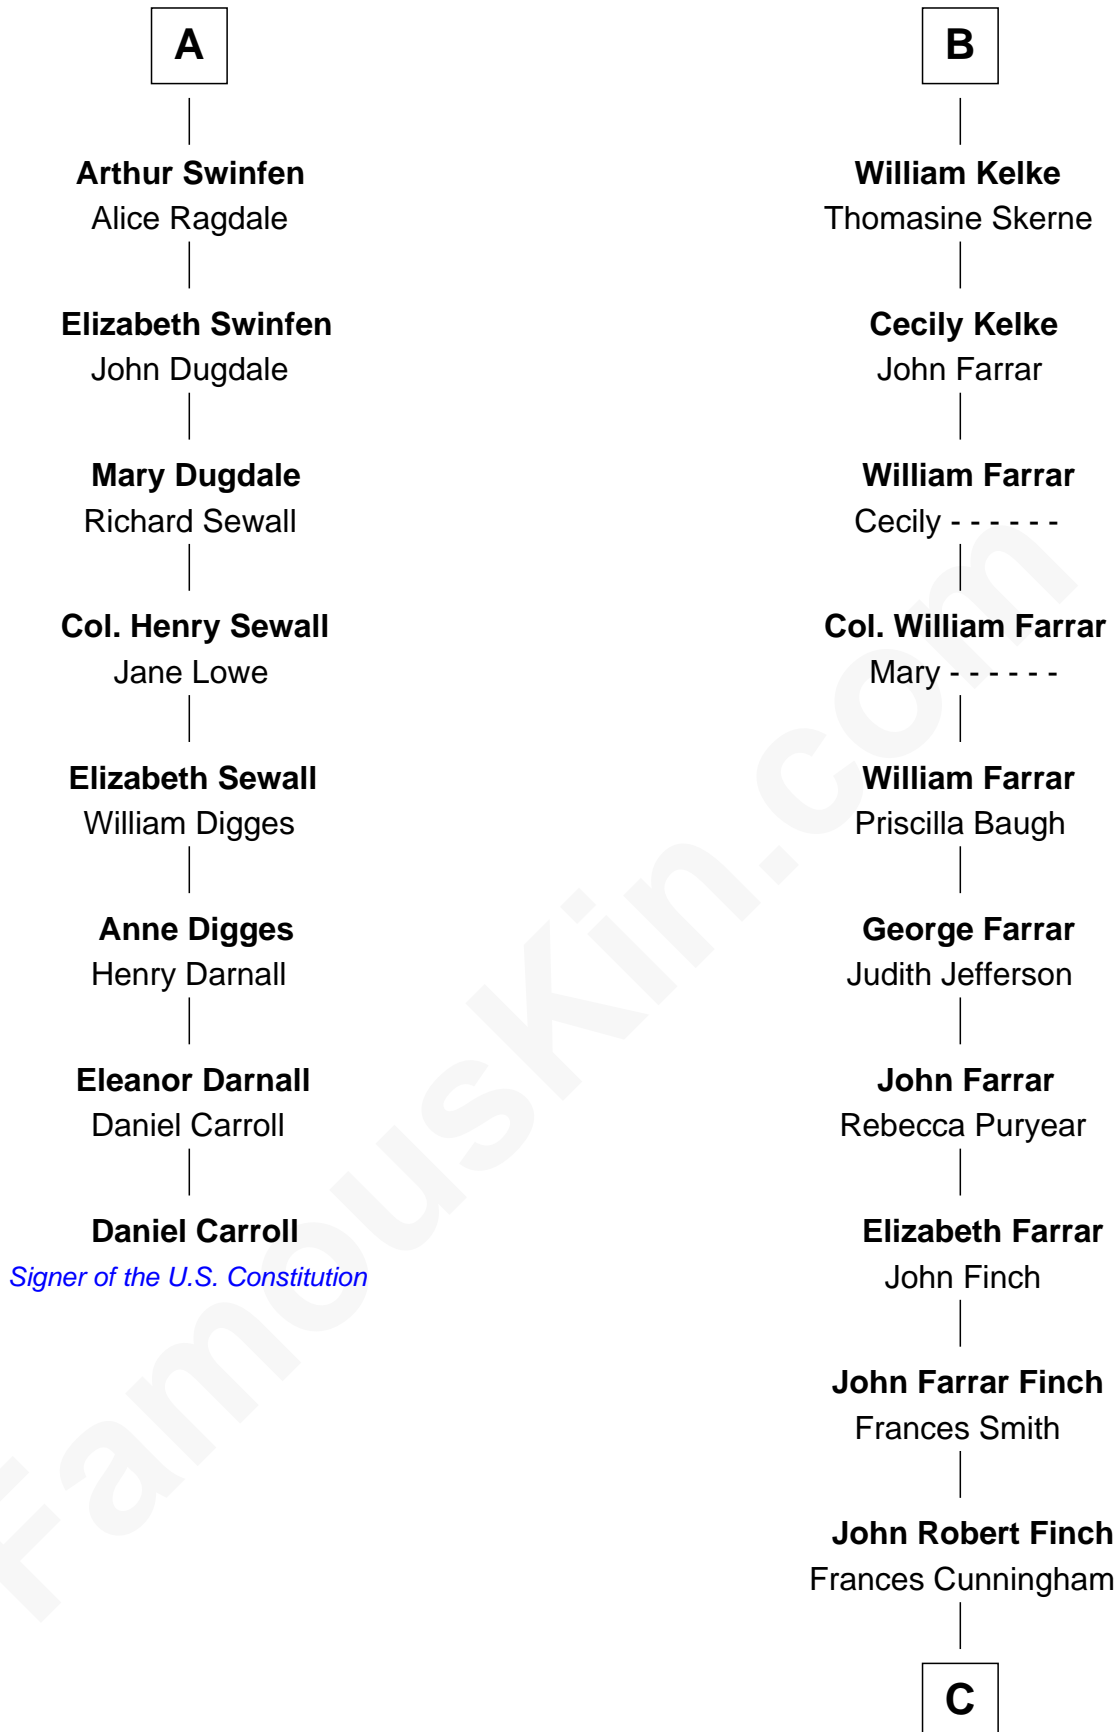 A
Arthur Swinfen
Alice Ragdale
Elizabeth Swinfen
John Dugdale
Mary Dugdale
Richard Sewall
Col. Henry Sewall
Jane Lowe
Elizabeth Sewall
William Digges
Anne Digges
Henry Darnall
Eleanor Darnall
Daniel Carroll
Daniel Carroll
Signer of the U.S. Constitution
B
William Kelke
Thomasine Skerne
Cecily Kelke
John Farrar
William Farrar
Cecily - - - - - -
Col. William Farrar
Mary - - - - - -
William Farrar
Priscilla Baugh
George Farrar
Judith Jefferson
John Farrar
Rebecca Puryear
Elizabeth Farrar
John Finch
John Farrar Finch
Frances Smith
John Robert Finch
Frances Cunningham
C
FamousKin.com